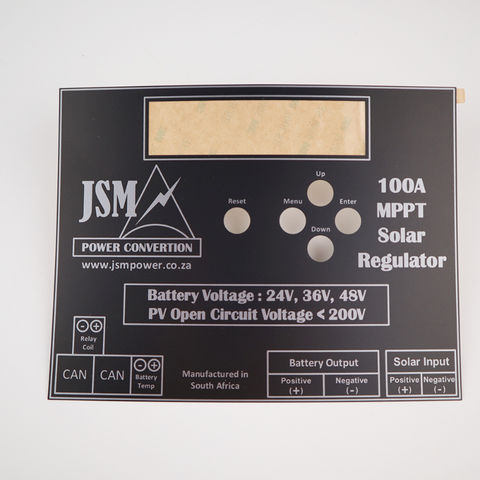 JSM
POWER CONVERTION
www.jsmpower.co.za
Reset
Menu
Up
Enter
Down
100A
MPPT
Solar
Regulator
Battery Voltage : 24V, 36V, 48V
PV Open Circuit Voltage < 200V
Relay
Coil
CAN
CAN
Battery
Temp
Manufactured in
South Africa
Battery Output
Positive
(+)
Negative
(-)
Solar Input
Positive
(+)
Negative
(-)